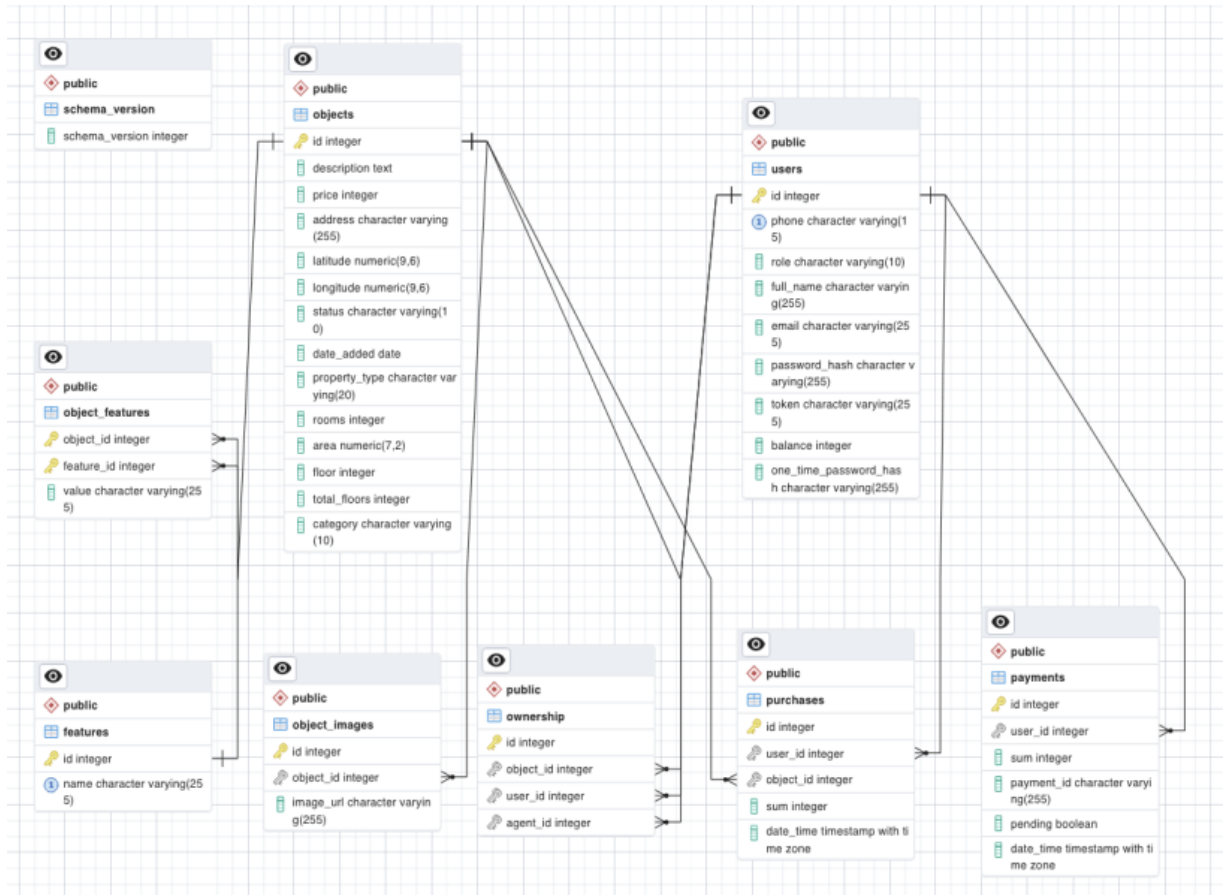 public
schema_version
schema_version integer
public
objects
id integer
description text
price integer
address character varying
(255)
latitude numeric(9,6)
longitude numeric(9,6)
status character varying(1
0)
date_added date
property_type character var
ying(20)
rooms integer
area numeric(7,2)
floor integer
total_floors integer
category character varying
(10)
public
users
id integer
1 phone character varying(1
5)
role character varying(10)
full_name character varyin
g(255)
email character varying(25
5)
password_hash character v
arying(255)
token character varying(25
5)
balance integer
one_time_password_has
h character varying(255)
public
object_features
object_id integer
feature_id integer
value character varying(25
5)
public
features
id integer
1 name character varying(25
5)
public
object_images
id integer
object_id integer
image_url character varyin
g(255)
public
ownership
id integer
object_id integer
user_id integer
agent_id integer
public
purchases
id integer
user_id integer
object_id integer
sum integer
date_time timestamp with ti
me zone
public
payments
id integer
user_id integer
sum integer
payment_id character varyi
ng(255)
pending boolean
date_time timestamp with ti
me zone